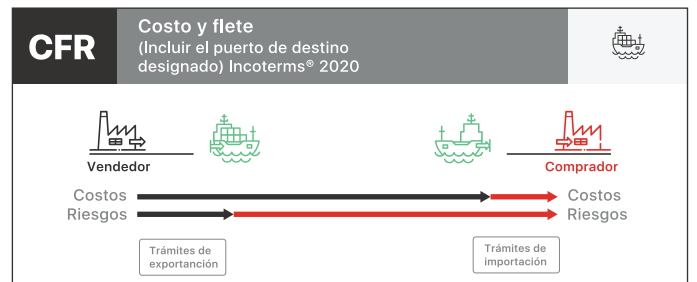 CFR
Costo y flete
(Incluir el puerto de destino
designado) Incoterms® 2020
Vendedor
Comprador
Costos
Costos
Riesgos
Riesgos
Trámites de
exportanción
Trámites de
importación